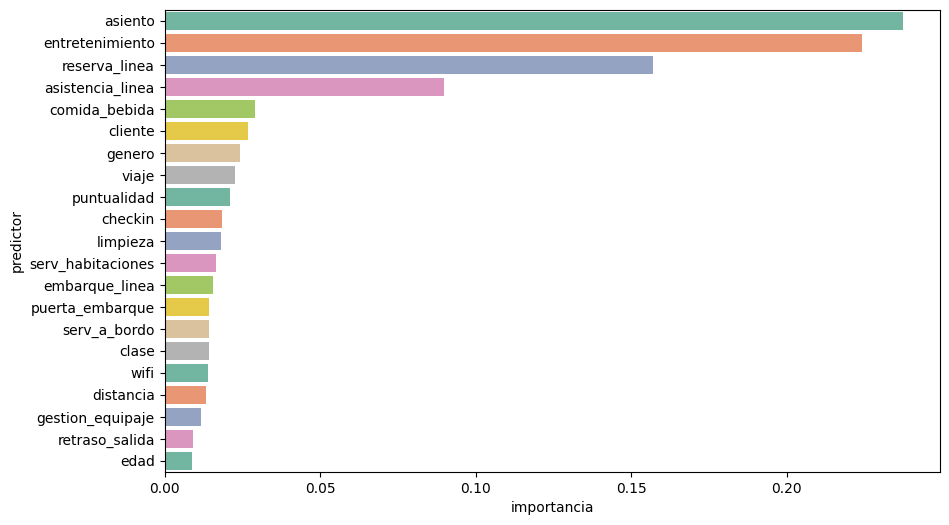 asiento
entretenimiento
reserva_linea
asistencia_linea
comida_bebida
cliente
genero
viaje
puntualidad
checkin
limpieza
serv_habitaciones
embarque_linea
puerta_embarque
serv_a_bordo
clase
wifi
distancia
gestion_equipaje
retraso_salida
edad
predictor
0.00 0.05 0.10 0.15 0.20
importancia